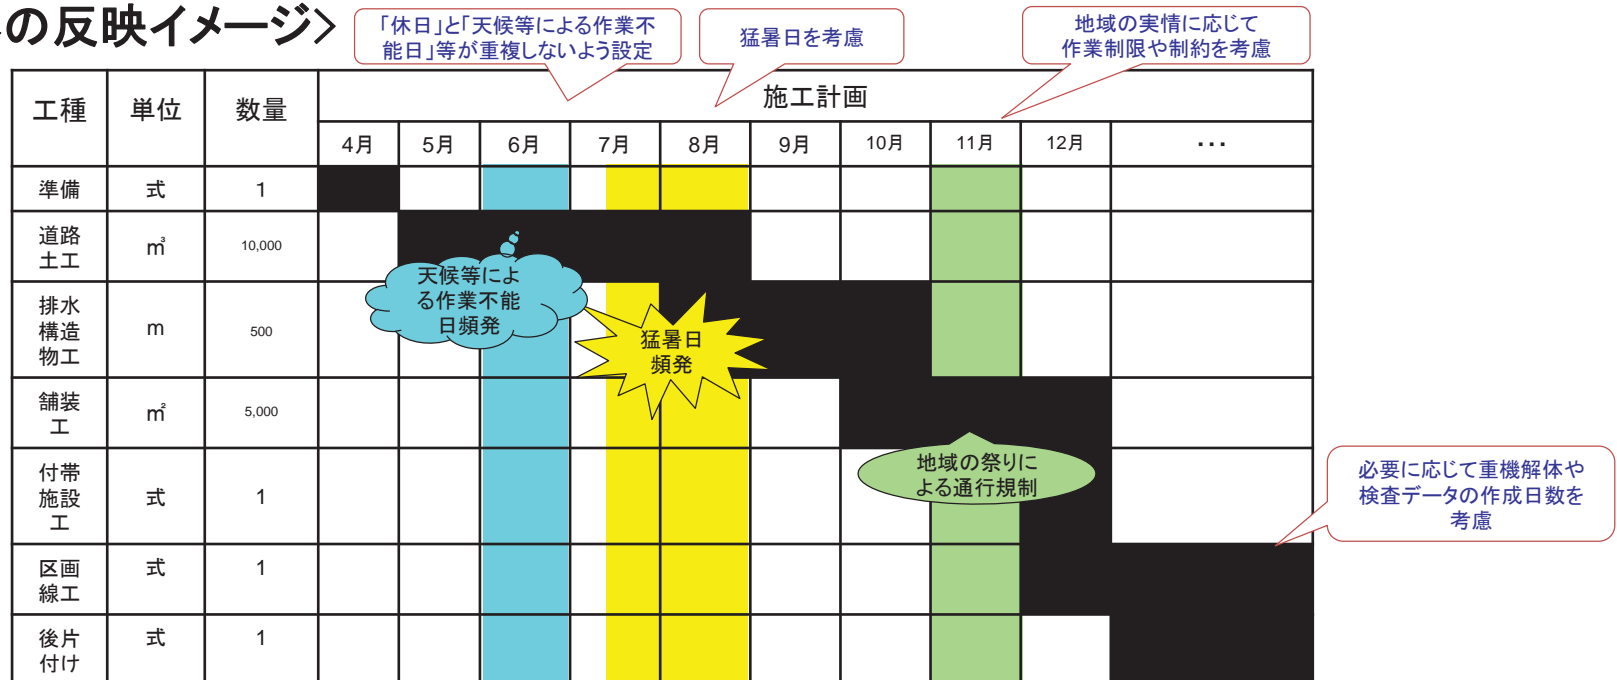 の反映イメージ>
「休日」と「天候等による作業不
能日」等が重複しないよう設定
猛暑日を考慮
地域の実情に応じて
作業制限や制約を考慮
工種
単位
数量
施工計画
4月
5月
6月
7月
8月
9月
10月
11月
12月
・・・
準備
式
1
道路
土工
㎥
10,000
天候等によ
る作業不能
日頻発
排水
構造
物工
m
500
猛暑日
頻発
舗装
工
㎡
5,000
地域の祭りに
よる通行規制
付帯
施設
工
式
1
必要に応じて重機解体や
検査データの作成日数を
考慮
区画
線工
式
1
後片
付け
式
1